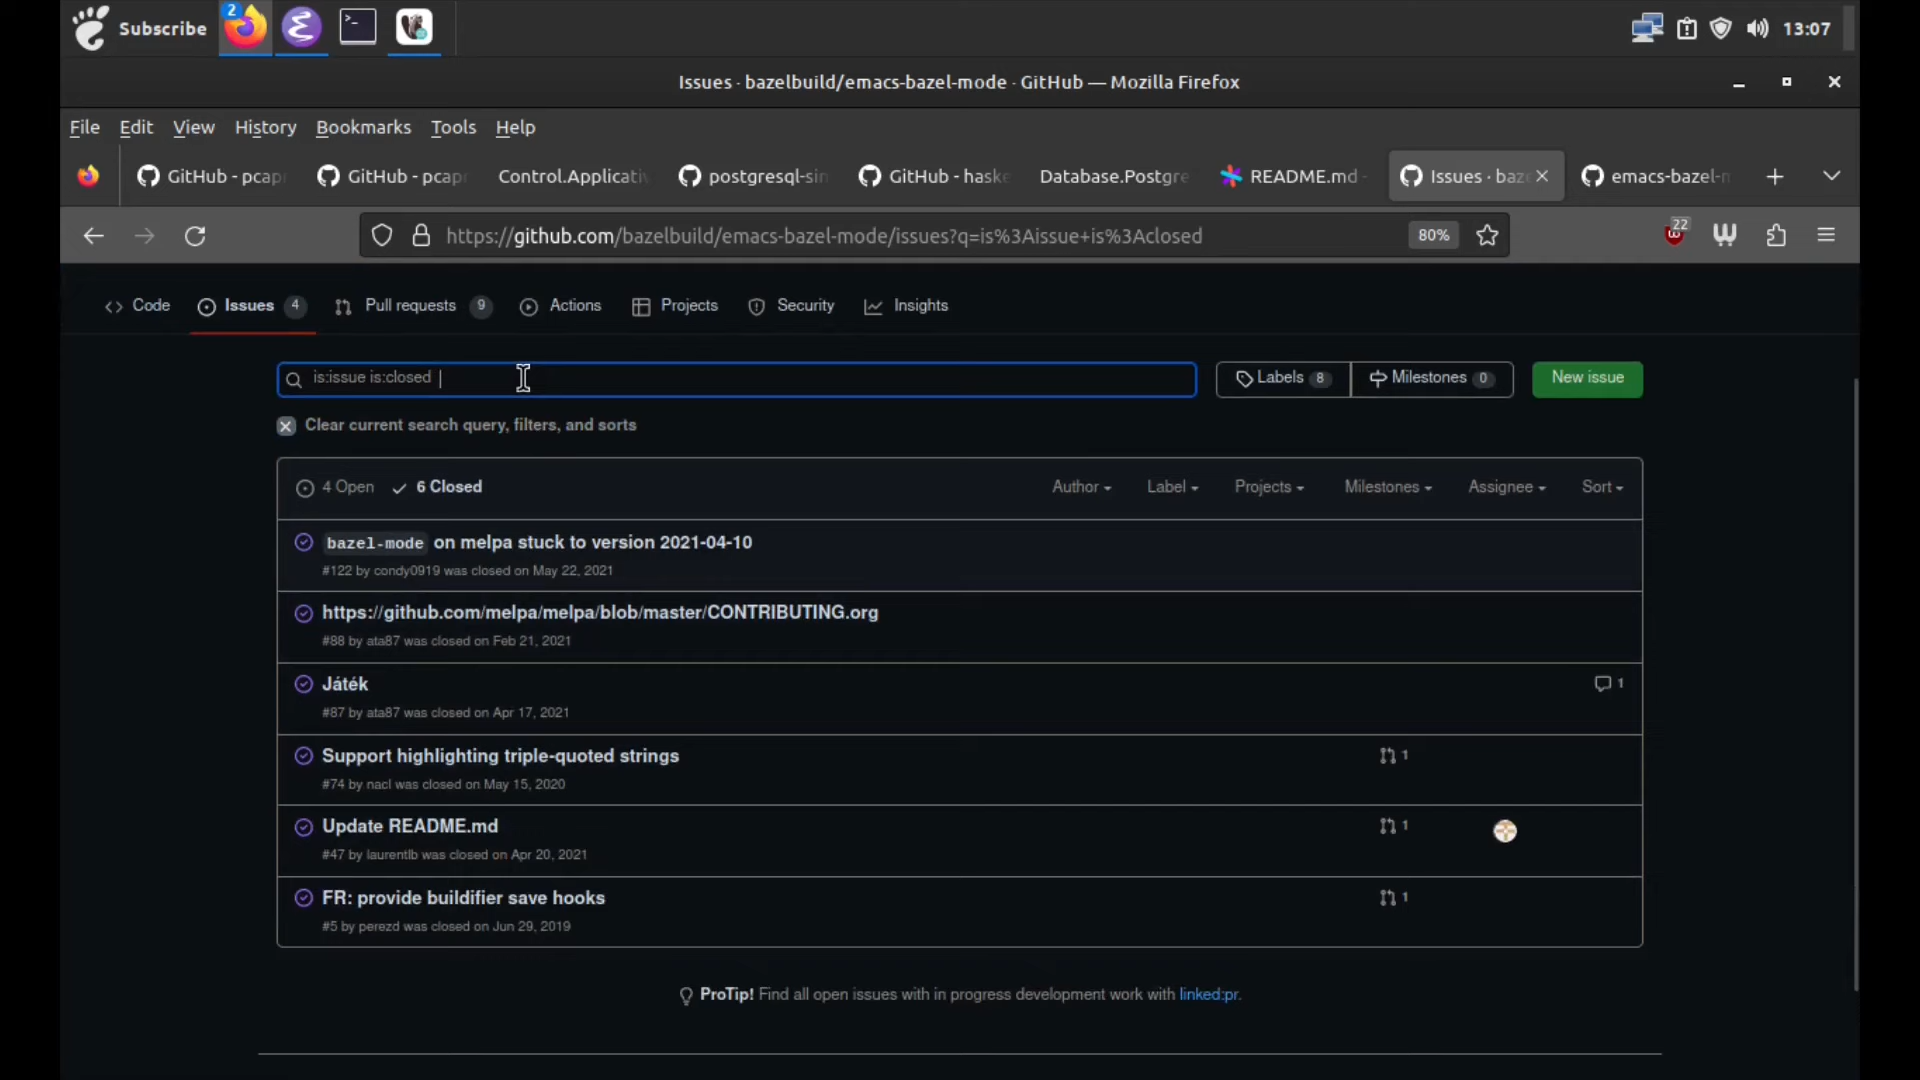 Subscribe
2
13:07
Issues · bazelbuild/emacs-bazel-mode · GitHub — Mozilla Firefox
File Edit View History Bookmarks Tools Help
GitHub - pcap GitHub - pcap Control.Applicati postgresql-sin GitHub - haske Database.Postgre README.md - Issues · baze emacs-bazel-m
https://github.com/bazelbuild/emacs-bazel-mode/issues?q=is%3Aissue+is%3Aclosed 80% 22
Code Issues 4 Pull requests 9 Actions Projects Security Insights
is:issue is:closed Labels 8 Milestones 0 New issue
Clear current search query, filters, and sorts
4 Open 6 Closed Author Label Projects Milestones Assignee Sort
bazel-mode on melpa stuck to version 2021-04-10
#122 by condy0919 was closed on May 22, 2021
https://github.com/melpa/melpa/blob/master/CONTRIBUTING.org
#88 by ata87 was closed on Feb 21, 2021
Játék 1
#87 by ata87 was closed on Apr 17, 2021
Support highlighting triple-quoted strings 1
#74 by nacl was closed on May 15, 2020
Update README.md 1
#47 by laurentlb was closed on Apr 20, 2021
FR: provide buildifier save hooks 1
#5 by perezd was closed on Jun 29, 2019
ProTip! Find all open issues with in progress development work with linked:pr.